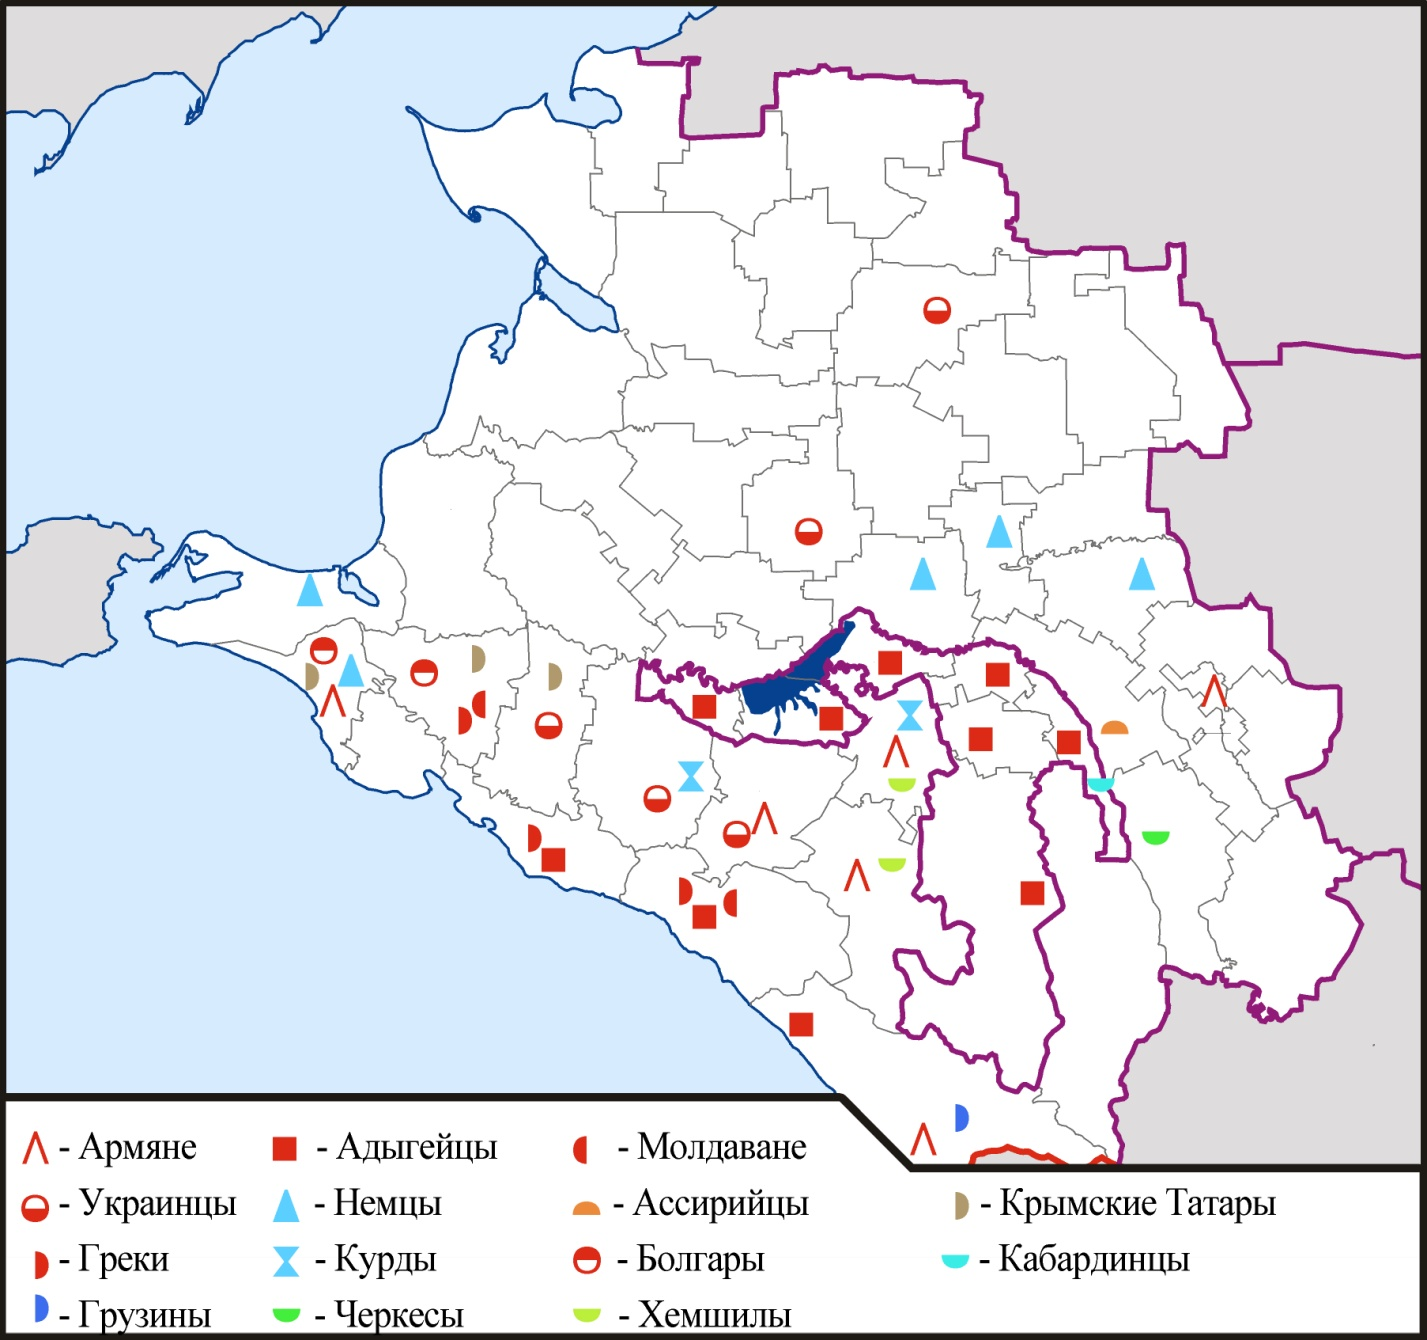 - Армяне - Адыгейцы - Молдаване
- Украинцы - Немцы - Ассирийцы - Крымские Татары
- Греки - Курды - Болгары - Кабардинцы
- Грузины - Черкесы - Хемшилы